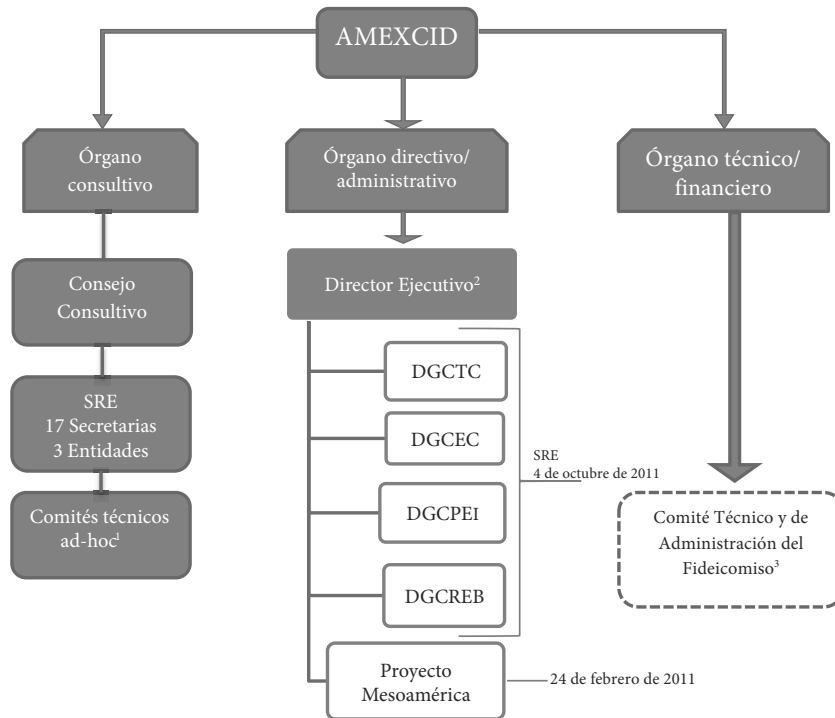 AMEXCID
Órgano
consultivo
Consejo
Consultivo
SRE
17 Secretarias
3 Entidades
Comités técnicos
ad-hoc¹
Órgano directivo/
administrativo
Director Ejecutivo²
DGCTC
DGCEC
DGCPEI
DGCREB
SRE
4 de octubre de 2011
Proyecto
Mesoamérica
24 de febrero de 2011
Órgano técnico/
financiero
Comité Técnico y de
Administración del
Fideicomiso³